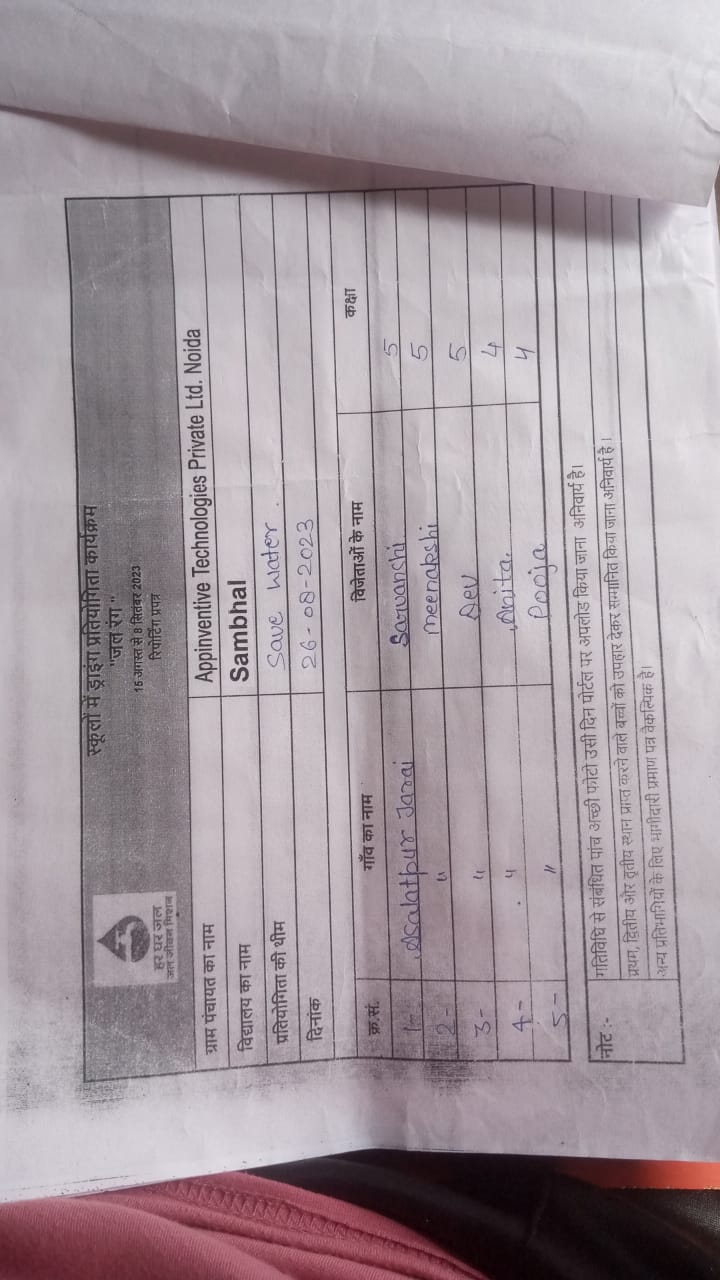 स्कूलों में ड्राइंग प्रतियोगिता कार्यक्रम
"जल रंग"
15 अगस्त से 8 सितंबर 2023
रिपोर्टिंग प्रपत्र
हर घर जल
जल जीवन मिशन
ग्राम पंचायत का नाम Appinventive Technologies Private Ltd. Noida
विद्यालय का नाम Sambhal
प्रतियोगिता की थीम Save water.
दिनांक 26-08-2023
क्र.सं. गाँव का नाम विजेताओं के नाम कक्षा
1- Asalatpur Jarai Sarvanshi 5
2- " meenakshi 5
3- " Dev 5
4- " Anita. 4
5- " Pooja 4
नोट :- गतिविधि से संबंधित पांच अच्छी फोटो उसी दिन पोर्टल पर अपलोड किया जाना अनिवार्य है।
प्रथम, द्वितीय और तृतीय स्थान प्राप्त करने वाले बच्चों को उपहार देकर सम्मानित किया जाना अनिवार्य है।
अन्य प्रतिभागियों के लिए भागीदारी प्रमाण पत्र वैकल्पिक है।